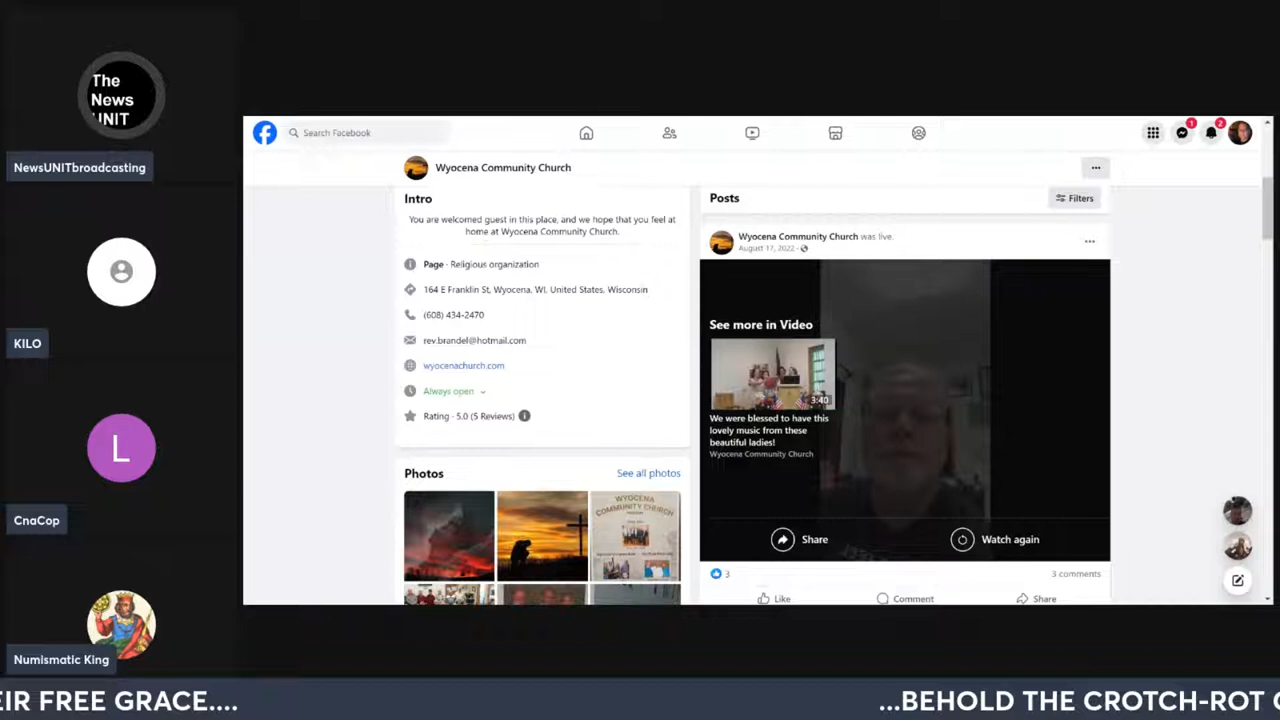 The
News
UNIT
NewsUNITbroadcasting
KILO
L
CnaCop
Numismatic King
Search Facebook
1
2
Wyocena Community Church
...
Intro
You are welcomed guest in this place, and we hope that you feel at
home at Wyocena Community Church.
Page · Religious organization
164 E Franklin St, Wyocena, WI, United States, Wisconsin
(608) 434-2470
rev.brandel@hotmail.com
wyocenachurch.com
Always open
Rating · 5.0 (5 Reviews)
Photos
See all photos
WYOCENA
COMMUNITY CHURCH
Posts
Filters
Wyocena Community Church was live.
August 17, 2022 ·
...
See more in Video
3:40
We were blessed to have this
lovely music from these
beautiful ladies!
Wyocena Community Church
Share
Watch again
3
3 comments
Like
Comment
Share
EIR FREE GRACE.... ...BEHOLD THE CROTCH-ROT